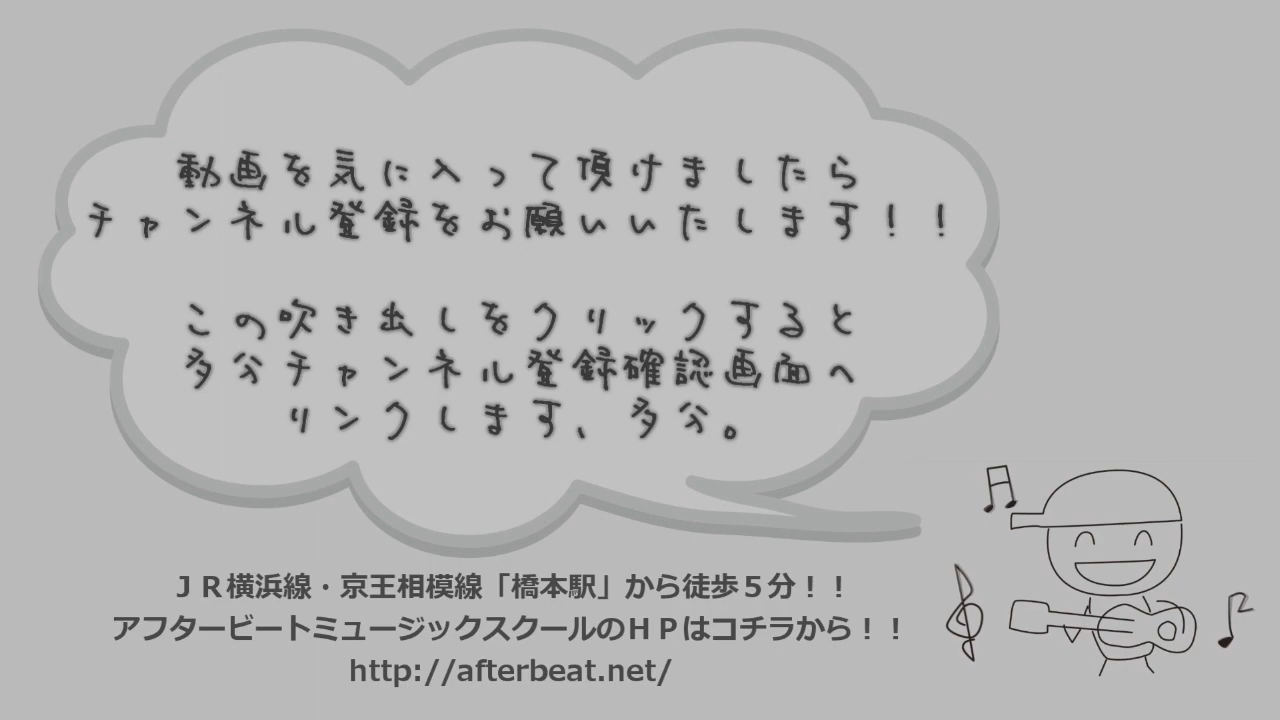 動画を気に入って頂けましたら
チャンネル登録をお願いいたします！！
この吹き出しをクリックすると
多分チャンネル登録確認画面へ
リンクします、多分。
ＪＲ横浜線・京王相模線「橋本駅」から徒歩５分！！
アフタービートミュージックスクールのＨＰはコチラから！！
http://afterbeat.net/